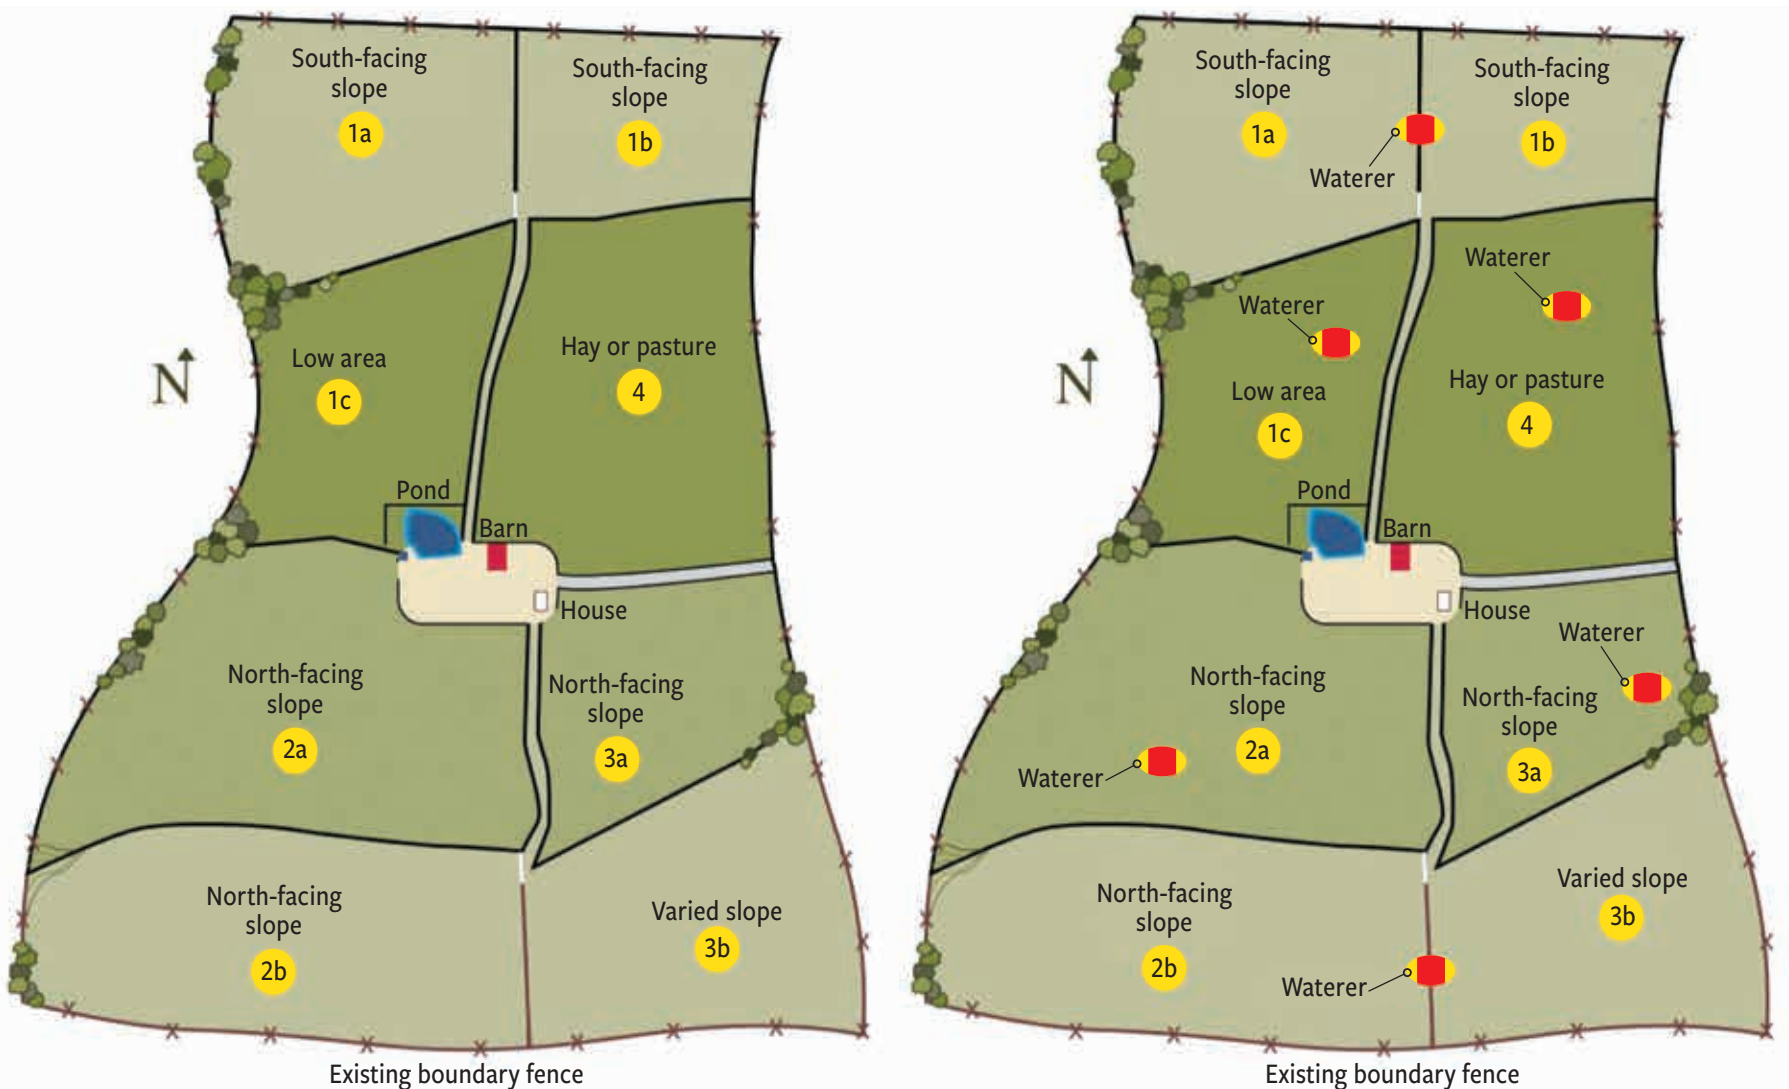 South-facing
slope
1a
South-facing
slope
1b
Low area
1c
Hay or pasture
4
N
Pond
Barn
House
North-facing
slope
2a
North-facing
slope
3a
North-facing
slope
2b
Varied slope
3b
Existing boundary fence
South-facing
slope
1a
South-facing
slope
1b
Waterer
Waterer
Waterer
Hay or pasture
4
Low area
1c
N
Pond
Barn
House
Waterer
North-facing
slope
2a
North-facing
slope
3a
Waterer
North-facing
slope
2b
Varied slope
3b
Waterer
Existing boundary fence